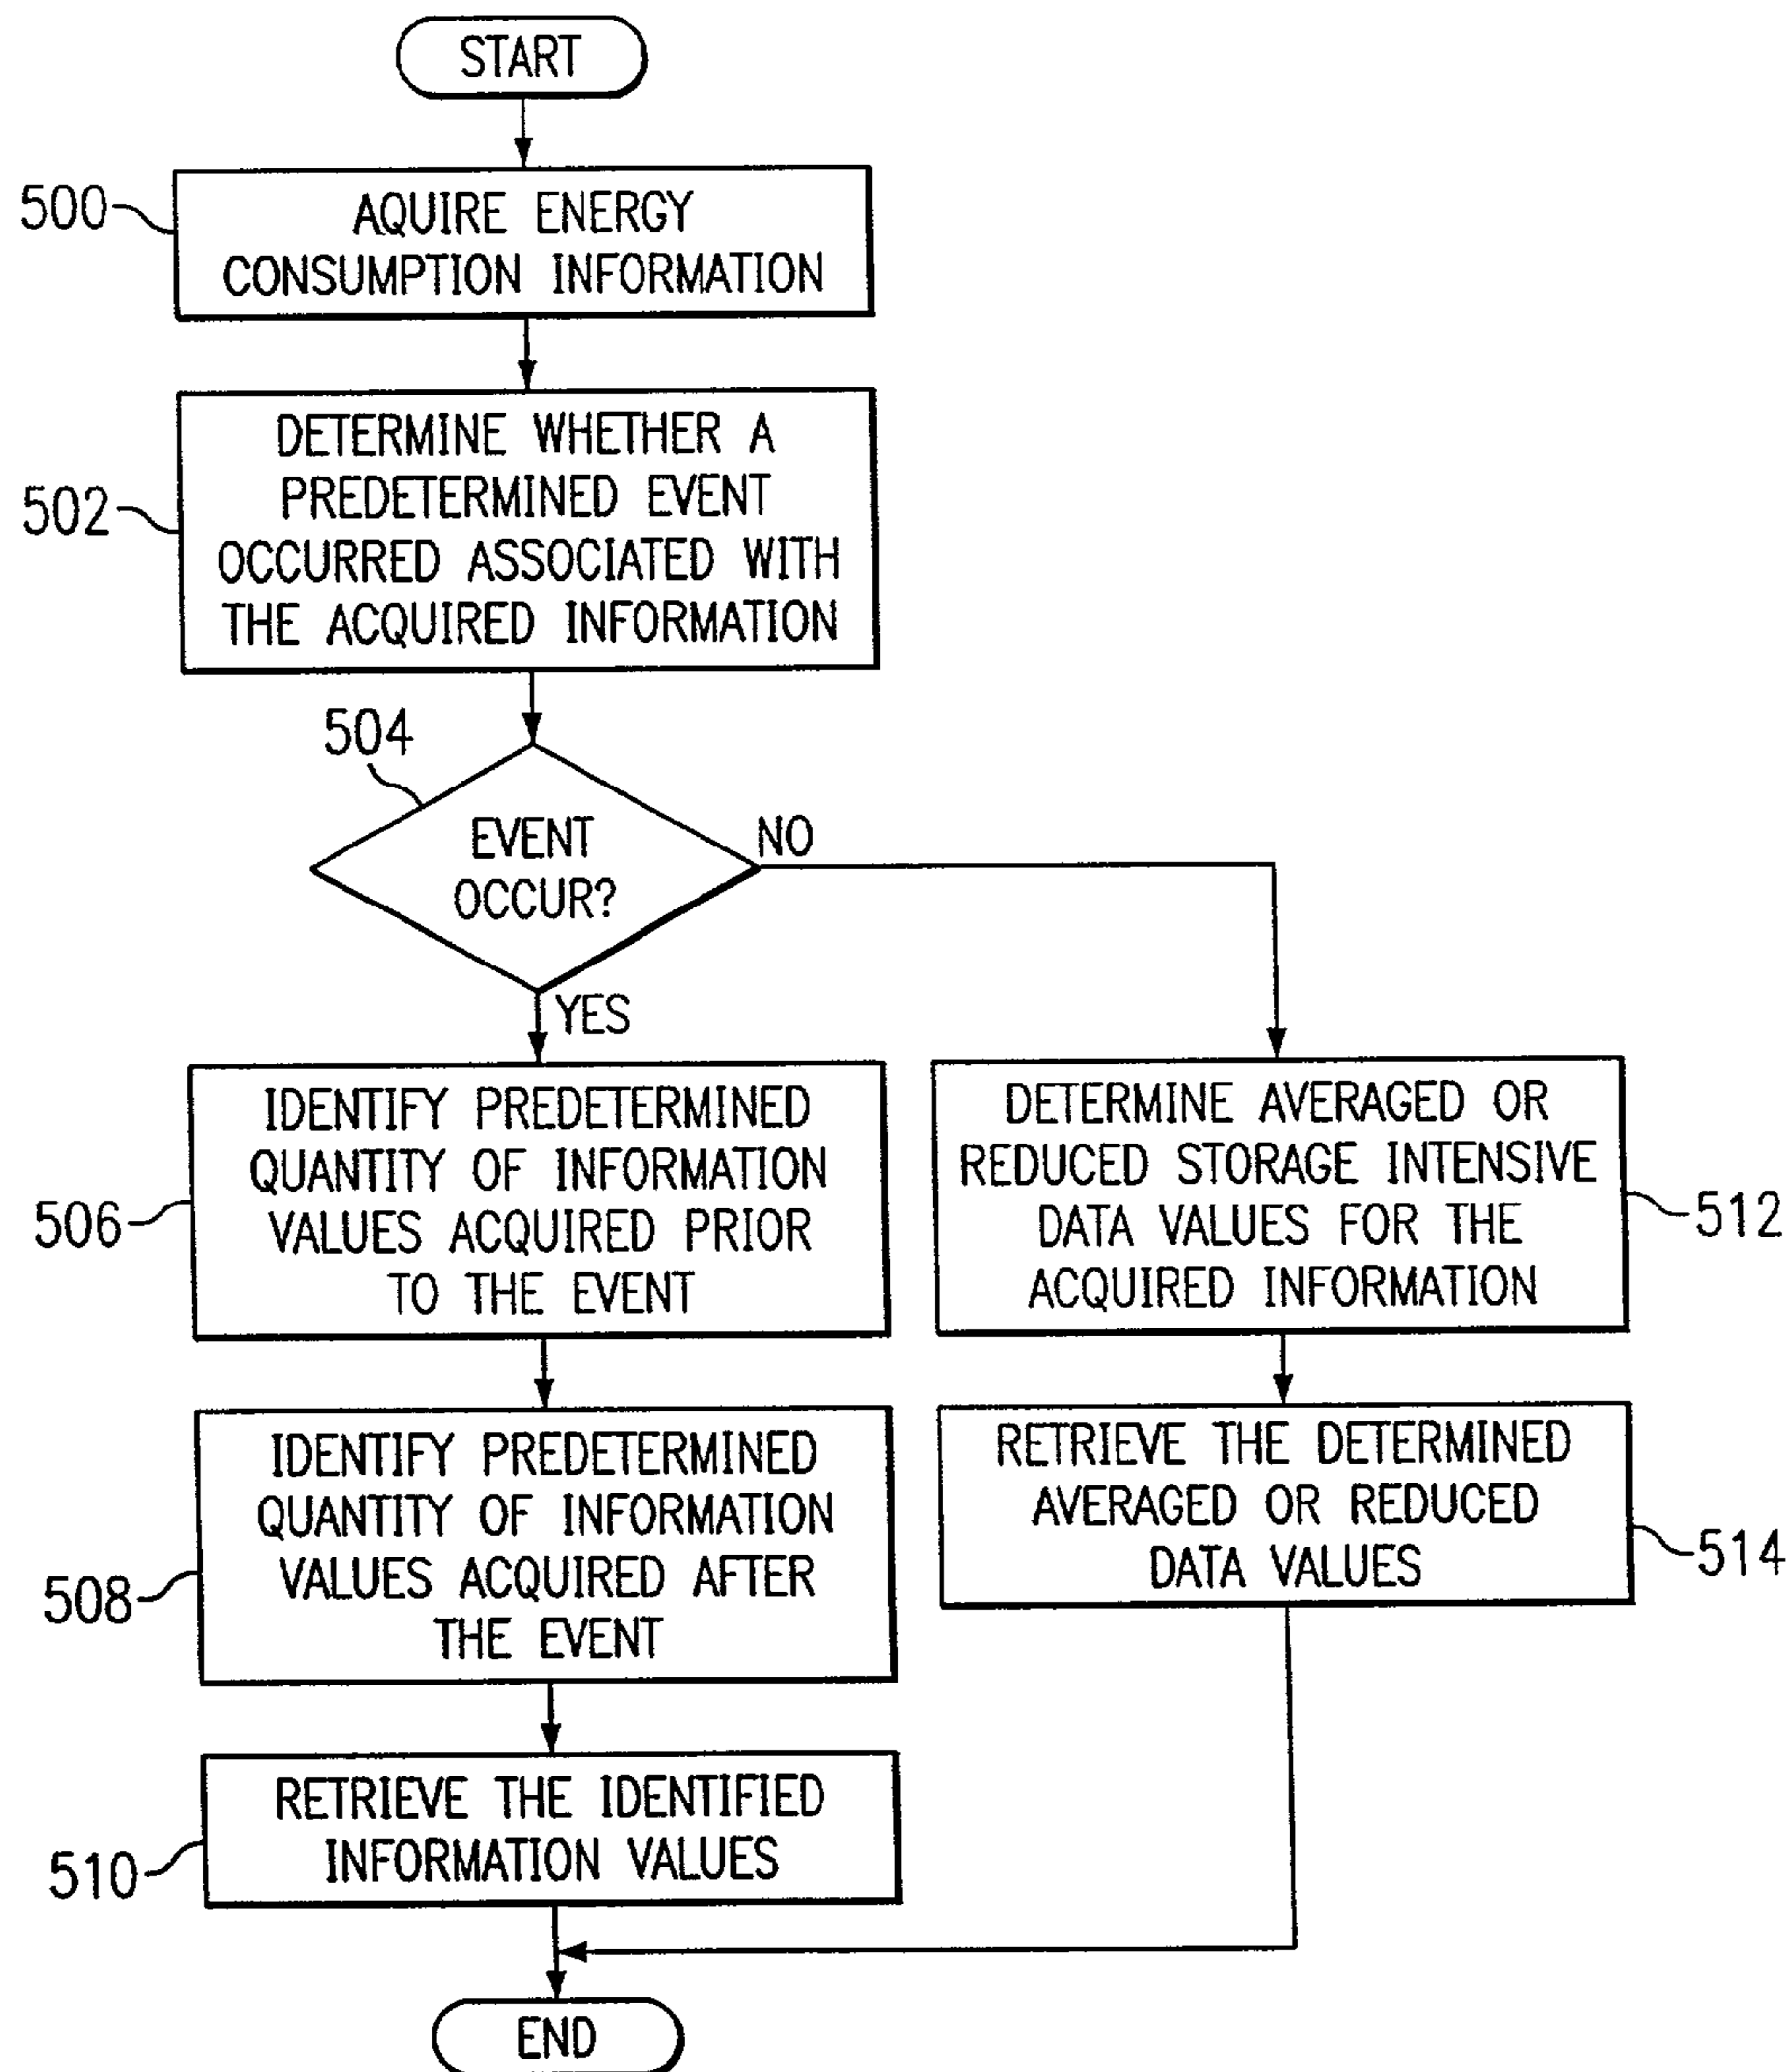 START
500
AQUIRE ENERGY
CONSUMPTION INFORMATION
502
DETERMINE WHETHER A
PREDETERMINED EVENT
OCCURRED ASSOCIATED WITH
THE ACQUIRED INFORMATION
504
EVENT
OCCUR?
NO
YES
506
IDENTIFY PREDETERMINED
QUANTITY OF INFORMATION
VALUES ACQUIRED PRIOR
TO THE EVENT
DETERMINE AVERAGED OR
REDUCED STORAGE INTENSIVE
DATA VALUES FOR THE
ACQUIRED INFORMATION
512
508
IDENTIFY PREDETERMINED
QUANTITY OF INFORMATION
VALUES ACQUIRED AFTER
THE EVENT
RETRIEVE THE DETERMINED
AVERAGED OR REDUCED
DATA VALUES
514
510
RETRIEVE THE IDENTIFIED
INFORMATION VALUES
END